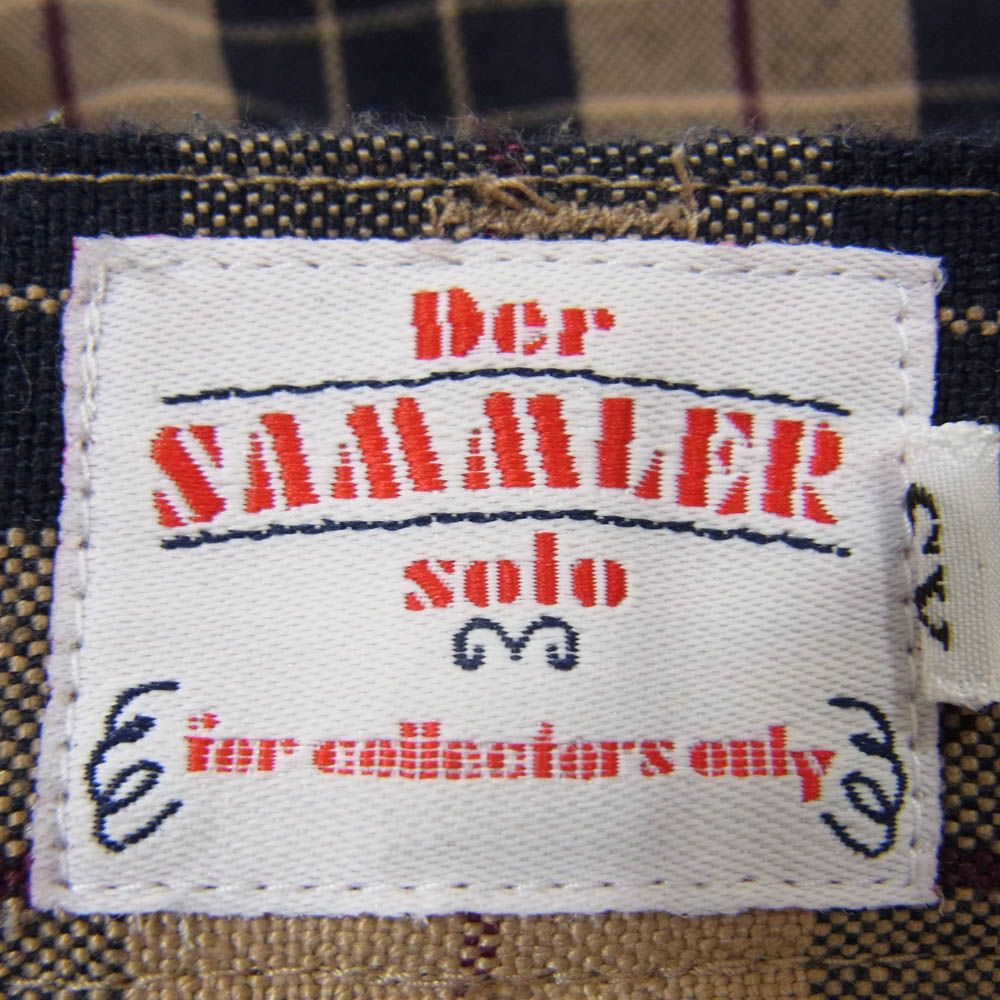 Der
SAMMLER
solo
for collectors only